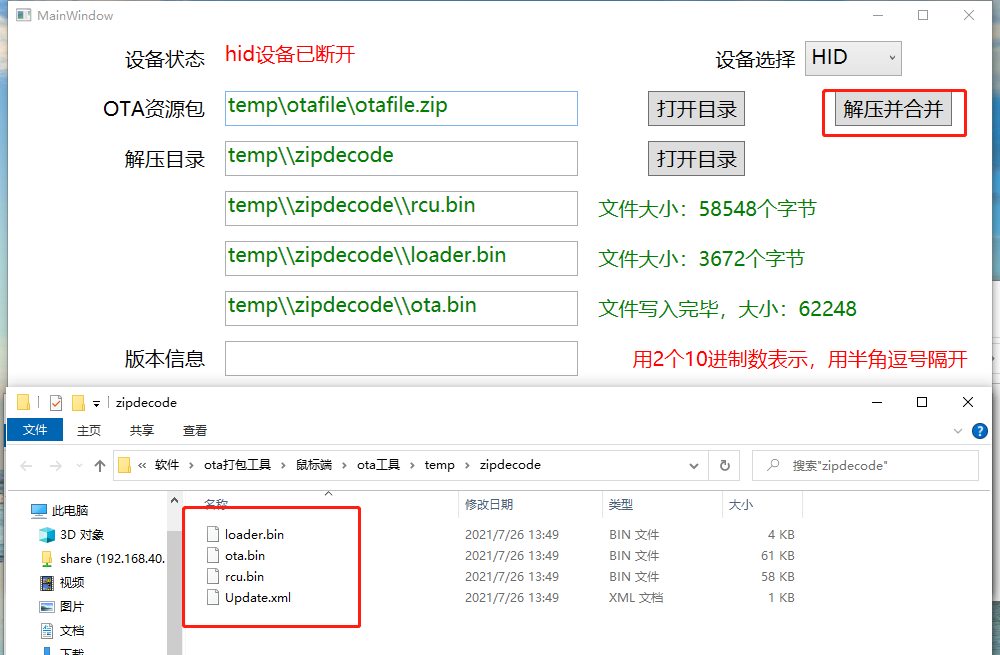 MainWindow
设备状态 hid设备已断开 设备选择 HID
OTA资源包 temp\otafile\otafile.zip 打开目录 解压并合并
解压目录 temp\\zipdecode 打开目录
temp\\zipdecode\\rcu.bin 文件大小：58548个字节
temp\\zipdecode\\loader.bin 文件大小：3672个字节
temp\\zipdecode\\ota.bin 文件写入完毕，大小：62248
版本信息 用2个10进制数表示，用半角逗号隔开
zipdecode
文件 主页 共享 查看
« 软件 › ota打包工具 › 鼠标端 › ota工具 › temp › zipdecode 搜索"zipdecode"
名称 修改日期 类型 大小
此电脑
3D 对象
share (192.168.40.
视频
图片
文档
下载
loader.bin 2021/7/26 13:49 BIN 文件 4 KB
ota.bin 2021/7/26 13:49 BIN 文件 61 KB
rcu.bin 2021/7/26 13:49 BIN 文件 58 KB
Update.xml 2021/7/26 13:49 XML 文档 1 KB